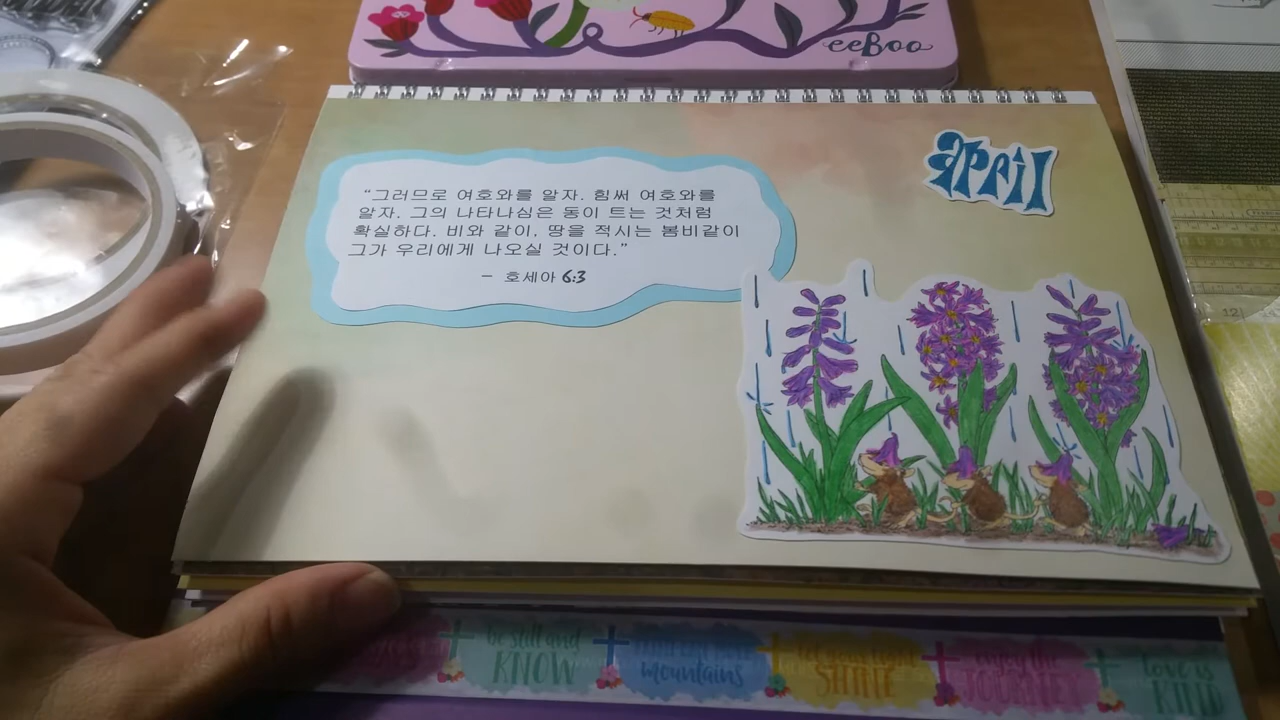 eeBoo
april
“그러므로 여호와를 알자. 힘써 여호와를
알자. 그의 나타나심은 동이 트는 것처럼
확실하다. 비와 같이, 땅을 적시는 봄비같이
그가 우리에게 나오실 것이다.”
– 호세아 6:3
12
be still and
KNOW
mountains
SHINE
enjoy the
JOURNEY
love is
KIND